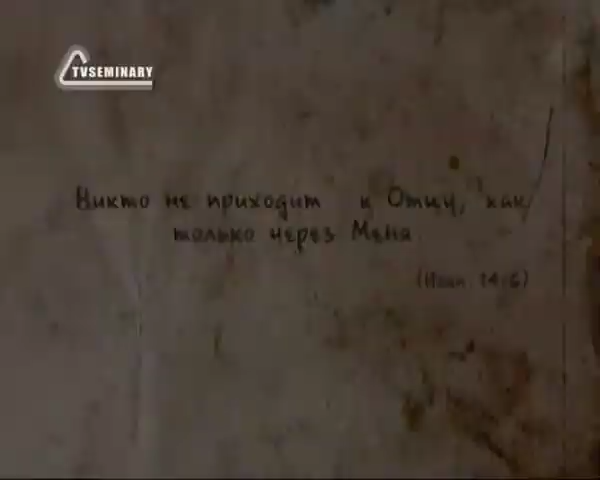 TVSEMINARY
Никто не приходит к Отцу, как
только через Меня
(Иоан 14:6)